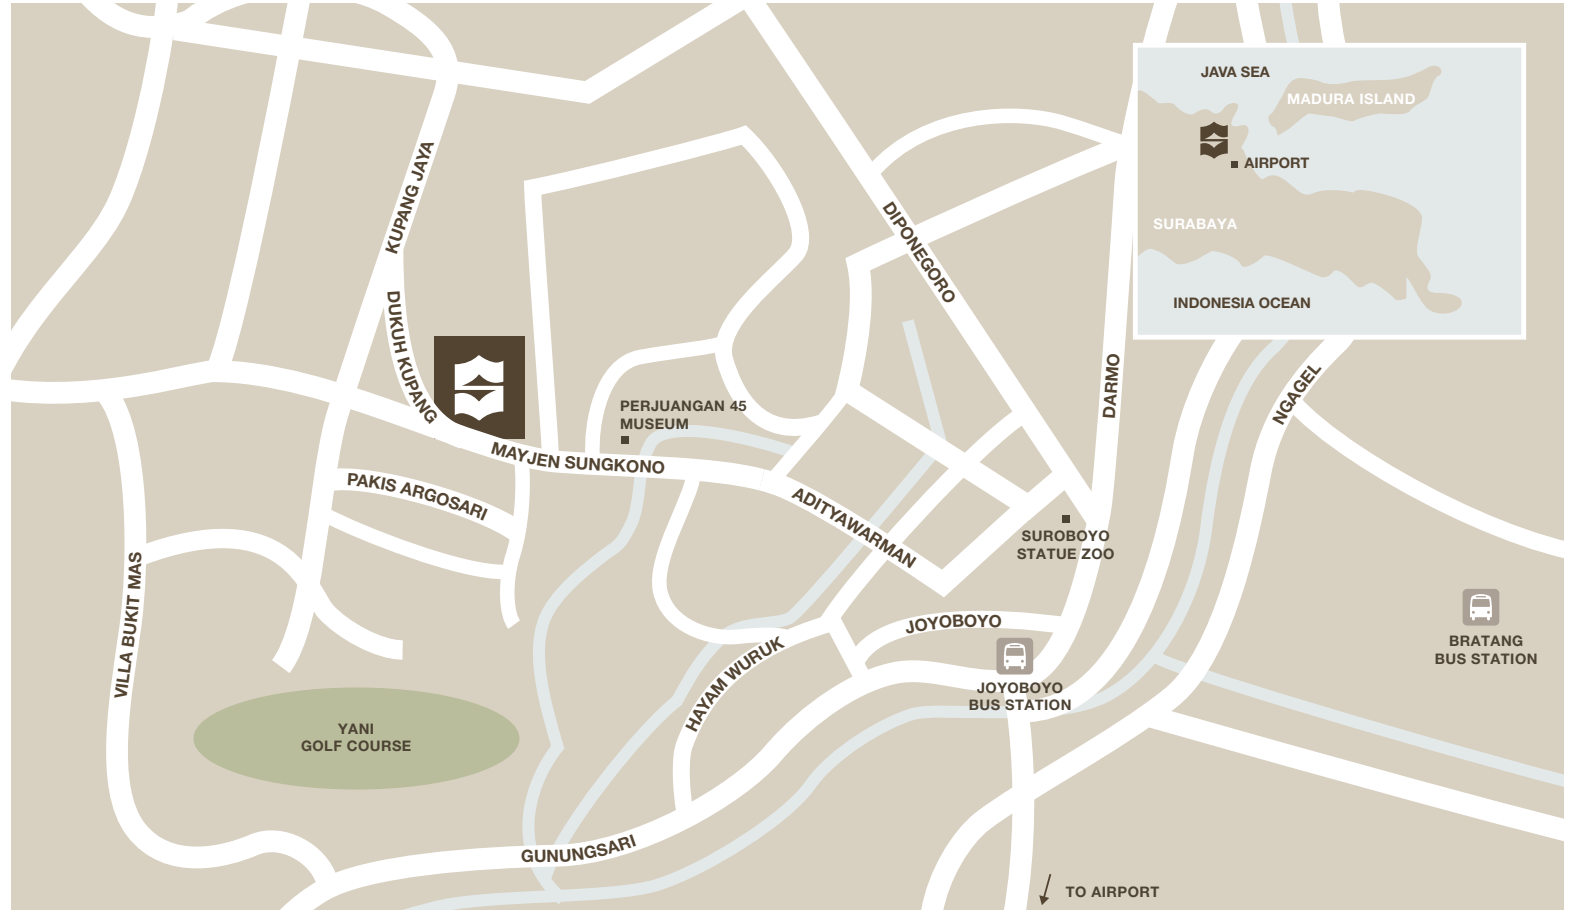 JAVA SEA
MADURA ISLAND
AIRPORT
SURABAYA
INDONESIA OCEAN
KUPANG JAYA
DIPONEGORO
DUKUH KUPANG
DARMO
NGAGEL
PERJUANGAN 45
MUSEUM
MAYJEN SUNGKONO
PAKIS ARGOSARI
ADITYAWARMAN
SUROBOYO
STATUE ZOO
VILLA BUKIT MAS
JOYOBOYO
BRATANG
BUS STATION
HAYAM WURUK
JOYOBOYO
BUS STATION
YANI
GOLF COURSE
GUNUNGSARI
TO AIRPORT